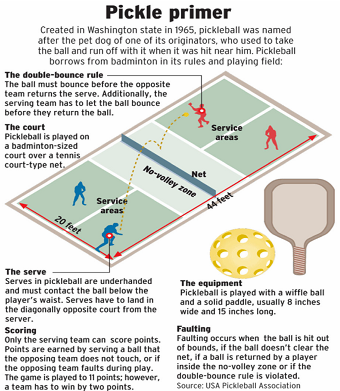 Pickle primer
Created in Washington state in 1965, pickleball was named
after the pet dog of one of its originators, who used to take
the ball and run off with it when it was hit near him. Pickleball
borrows from badminton in its rules and playing field:
The double-bounce rule
The ball must bounce before the opposite
team returns the serve. Additionally, the
serving team has to let the ball bounce
before they return the ball.
The court
Pickleball is played on
a badminton-sized
court over a tennis
court-type net.
Service
areas
Net
No-volley zone
Service
areas
44 feet
20 feet
The serve
Serves in pickleball are underhanded
and must contact the ball below the
player's waist. Serves have to land in
the diagonally opposite court from the
server.
Scoring
Only the serving team can score points.
Points are earned by serving a ball that
the opposing team does not touch, or if
the opposing team faults during play.
The game is played to 11 points; however,
a team has to win by two points.
The equipment
Pickleball is played with a wiffle ball
and a solid paddle, usually 8 inches
wide and 15 inches long.
Faulting
Faulting occurs when the ball is hit out
of bounds, if the ball doesn't clear the
net, if a ball is returned by a player
inside the no-volley zone or if the
double-bounce rule is violated.
Source: USA Pickleball Association